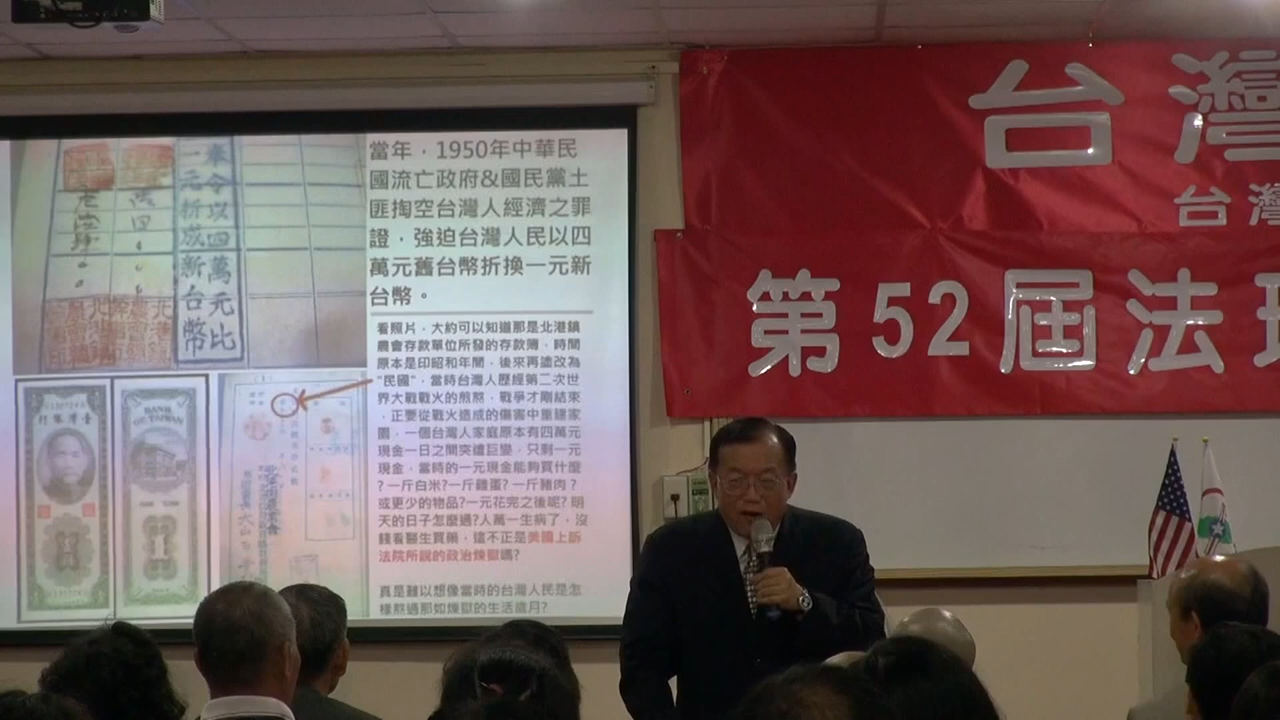 奉令以四萬元比
一元折成新台幣
當年，1950年中華民
國流亡政府&國民黨土
匪掏空台灣人經濟之罪
證，強迫台灣人民以四
萬元舊台幣折換一元新
台幣。
看照片，大約可以知道那是北港鎮
農會存款單位所發的存款簿，時間
原本是印昭和年間，後來再塗改為
"民國"，當時台灣人歷經第二次世
界大戰戰火的煎熬，戰爭才剛結束
，正要從戰火造成的傷害中重建家
園，一個台灣人家庭原本有四萬元
現金一日之間突遭巨變，只剩一元
現金，當時的一元現金能夠買什麼
？一斤白米？一斤雞蛋？一斤豬肉？
或更少的物品？一元花完之後呢？明
天的日子怎麼過？人萬一生病了，沒
錢看醫生買藥，這不正是美國上訴
法院所說的政治煉獄嗎？
真是難以想像當時的台灣人民是怎
樣熬過那如煉獄的生活歲月？
臺灣銀行
BANK
OF TAIWAN
台灣
台灣
第52屆法